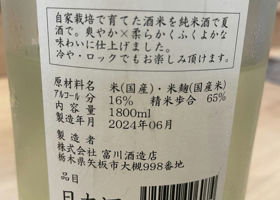 自家栽培で育てた酒米を純米酒で夏
酒で。爽やか×柔らかくふくよかな
味わいに仕上げました。
冷や・ロックでもお楽しみ頂けます。
原材料名 米(国産)・米麹(国産米)
アルコール分 16% 精米歩合 65%
内容量 1800ml
製造年月 2024年06月
製造者
株式会社 富川酒造店
栃木県矢板市大槻998番地
品目
日本酒